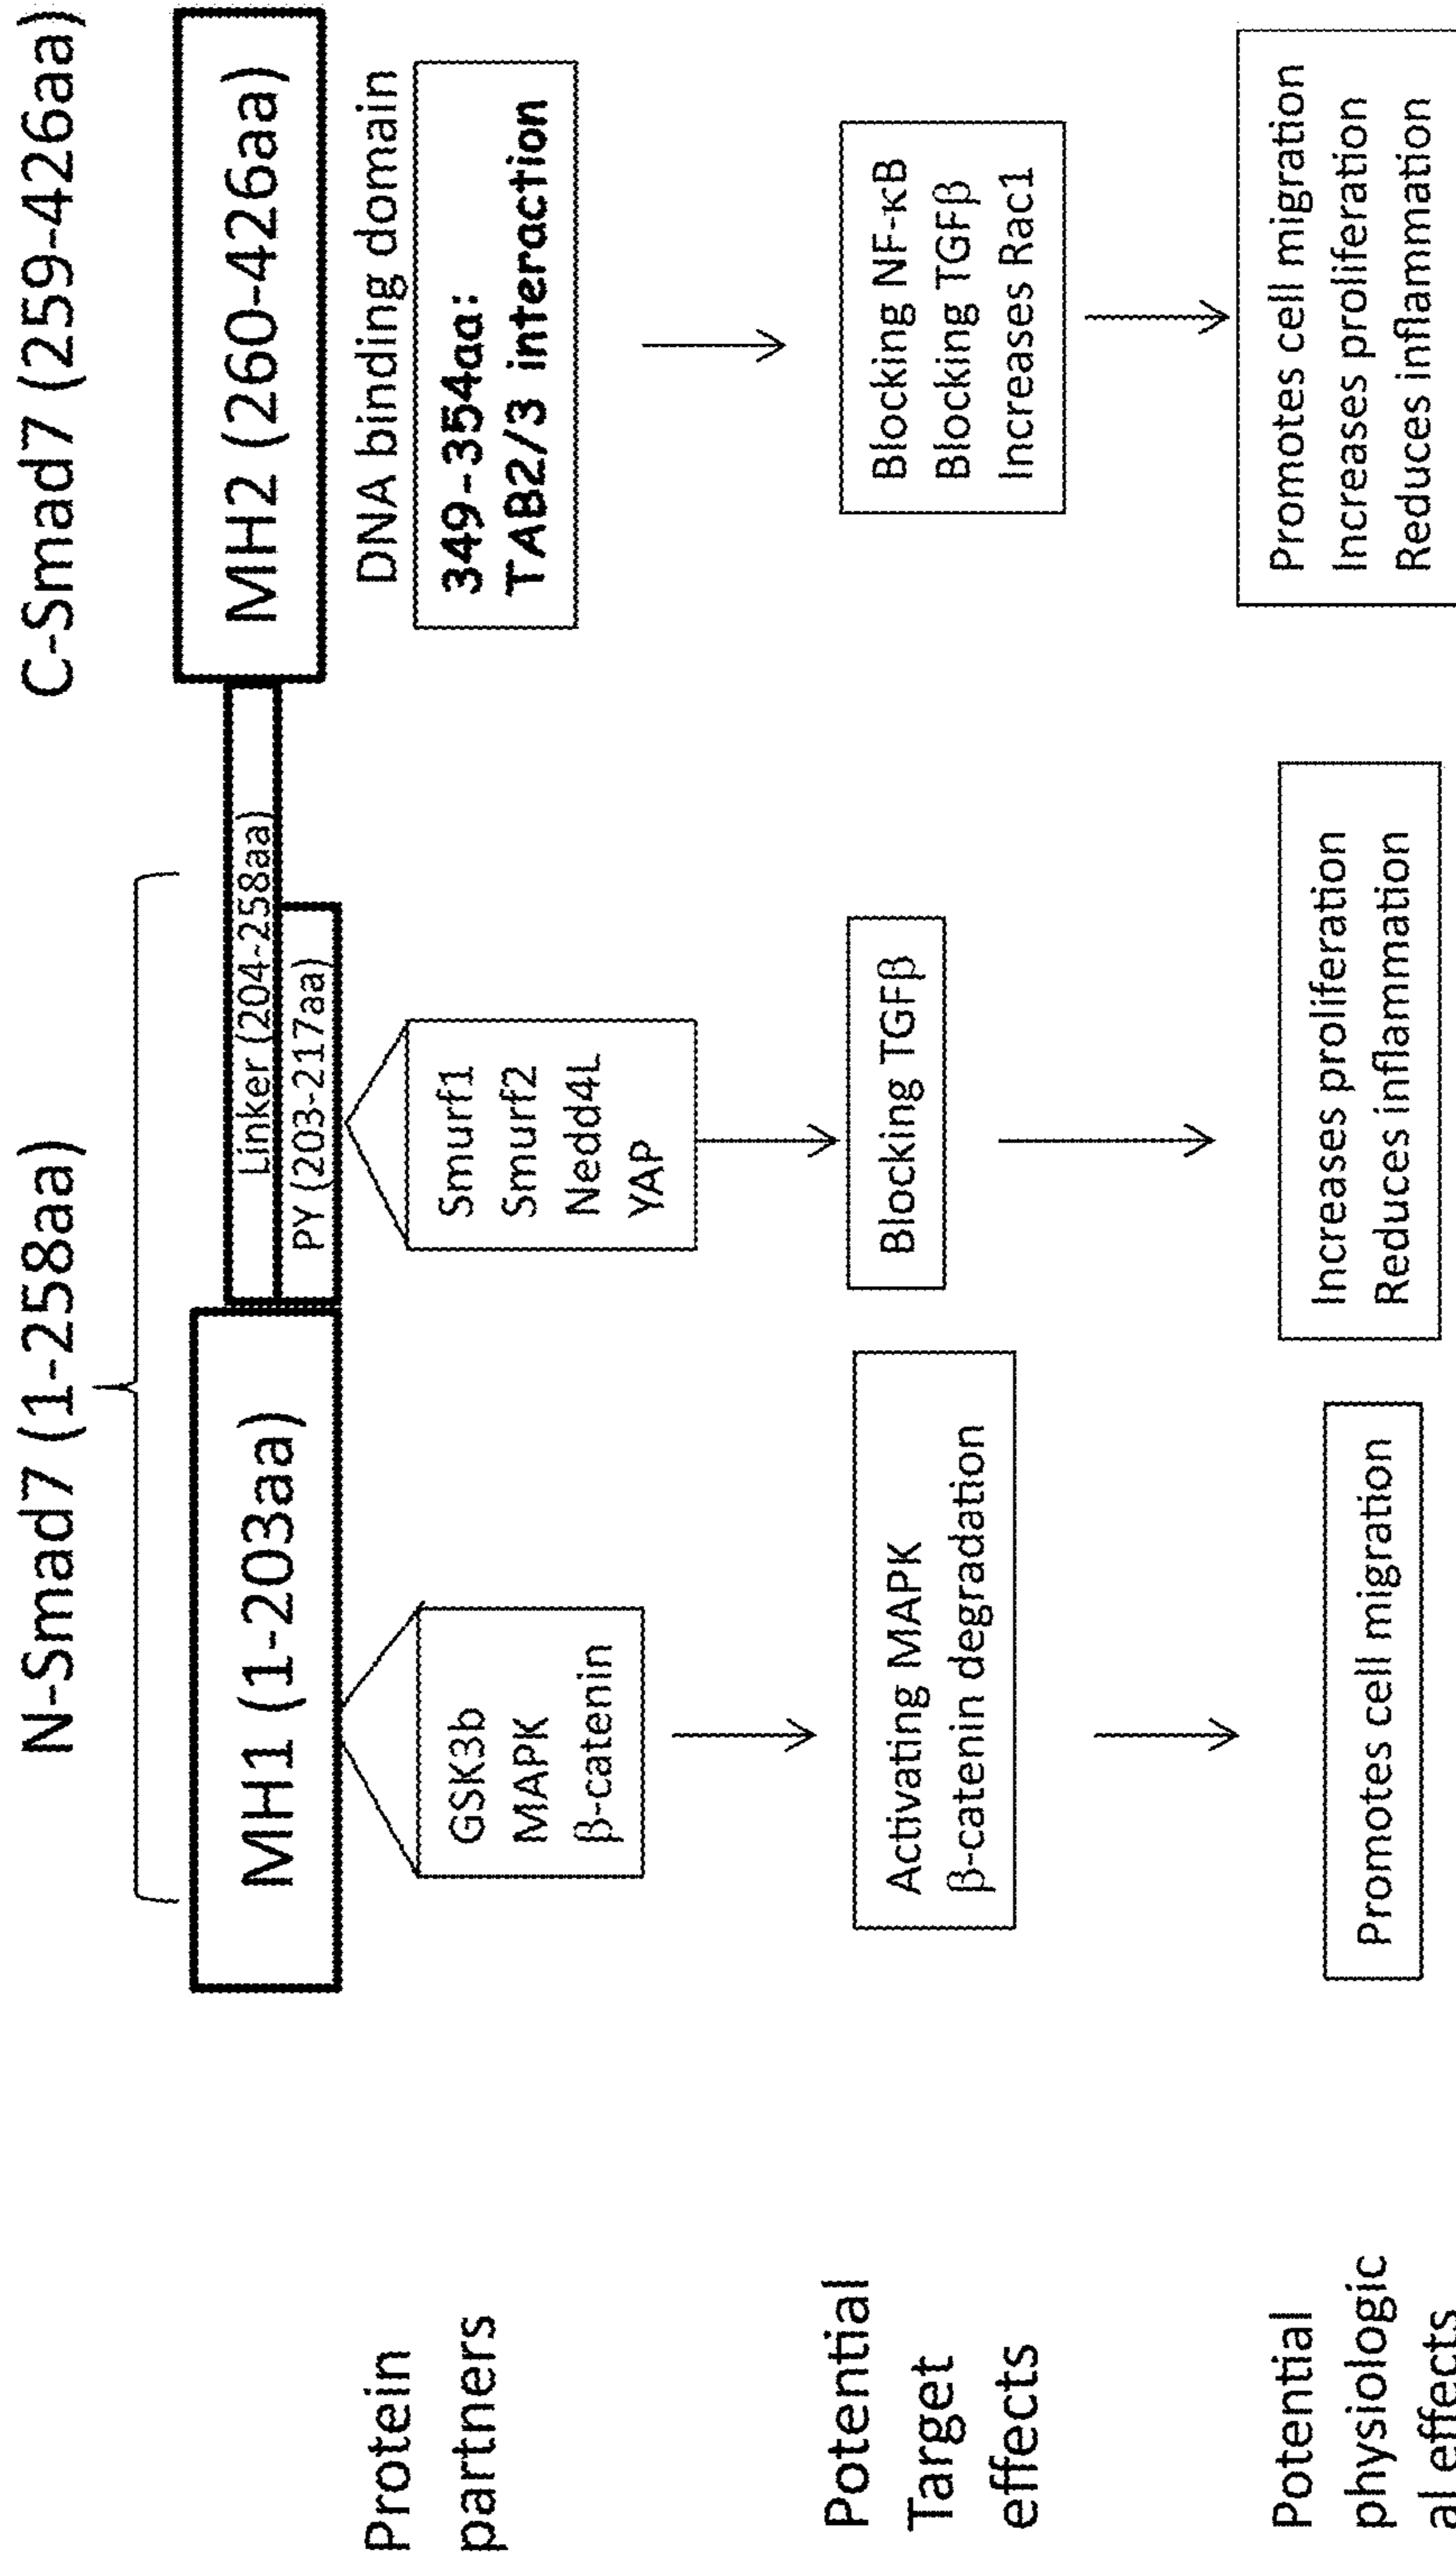 N-Smad7 (1-258aa)
C-Smad7 (259-426aa)
MH1 (1-203aa)
Linker (204-258aa)
PY (203-217aa)
MH2 (260-426aa)
DNA binding domain
Protein
partners
GSK3b
MAPK
β-catenin
Smurf1
Smurf2
Nedd4L
YAP
349-354aa:
TAB2/3 interaction
Potential
Target
effects
Activating MAPK
β-catenin degradation
Blocking TGFβ
Blocking NF-κB
Blocking TGFβ
Increases Rac1
Potential
physiologic
al effects
Promotes cell migration
Increases proliferation
Reduces inflammation
Promotes cell migration
Increases proliferation
Reduces inflammation